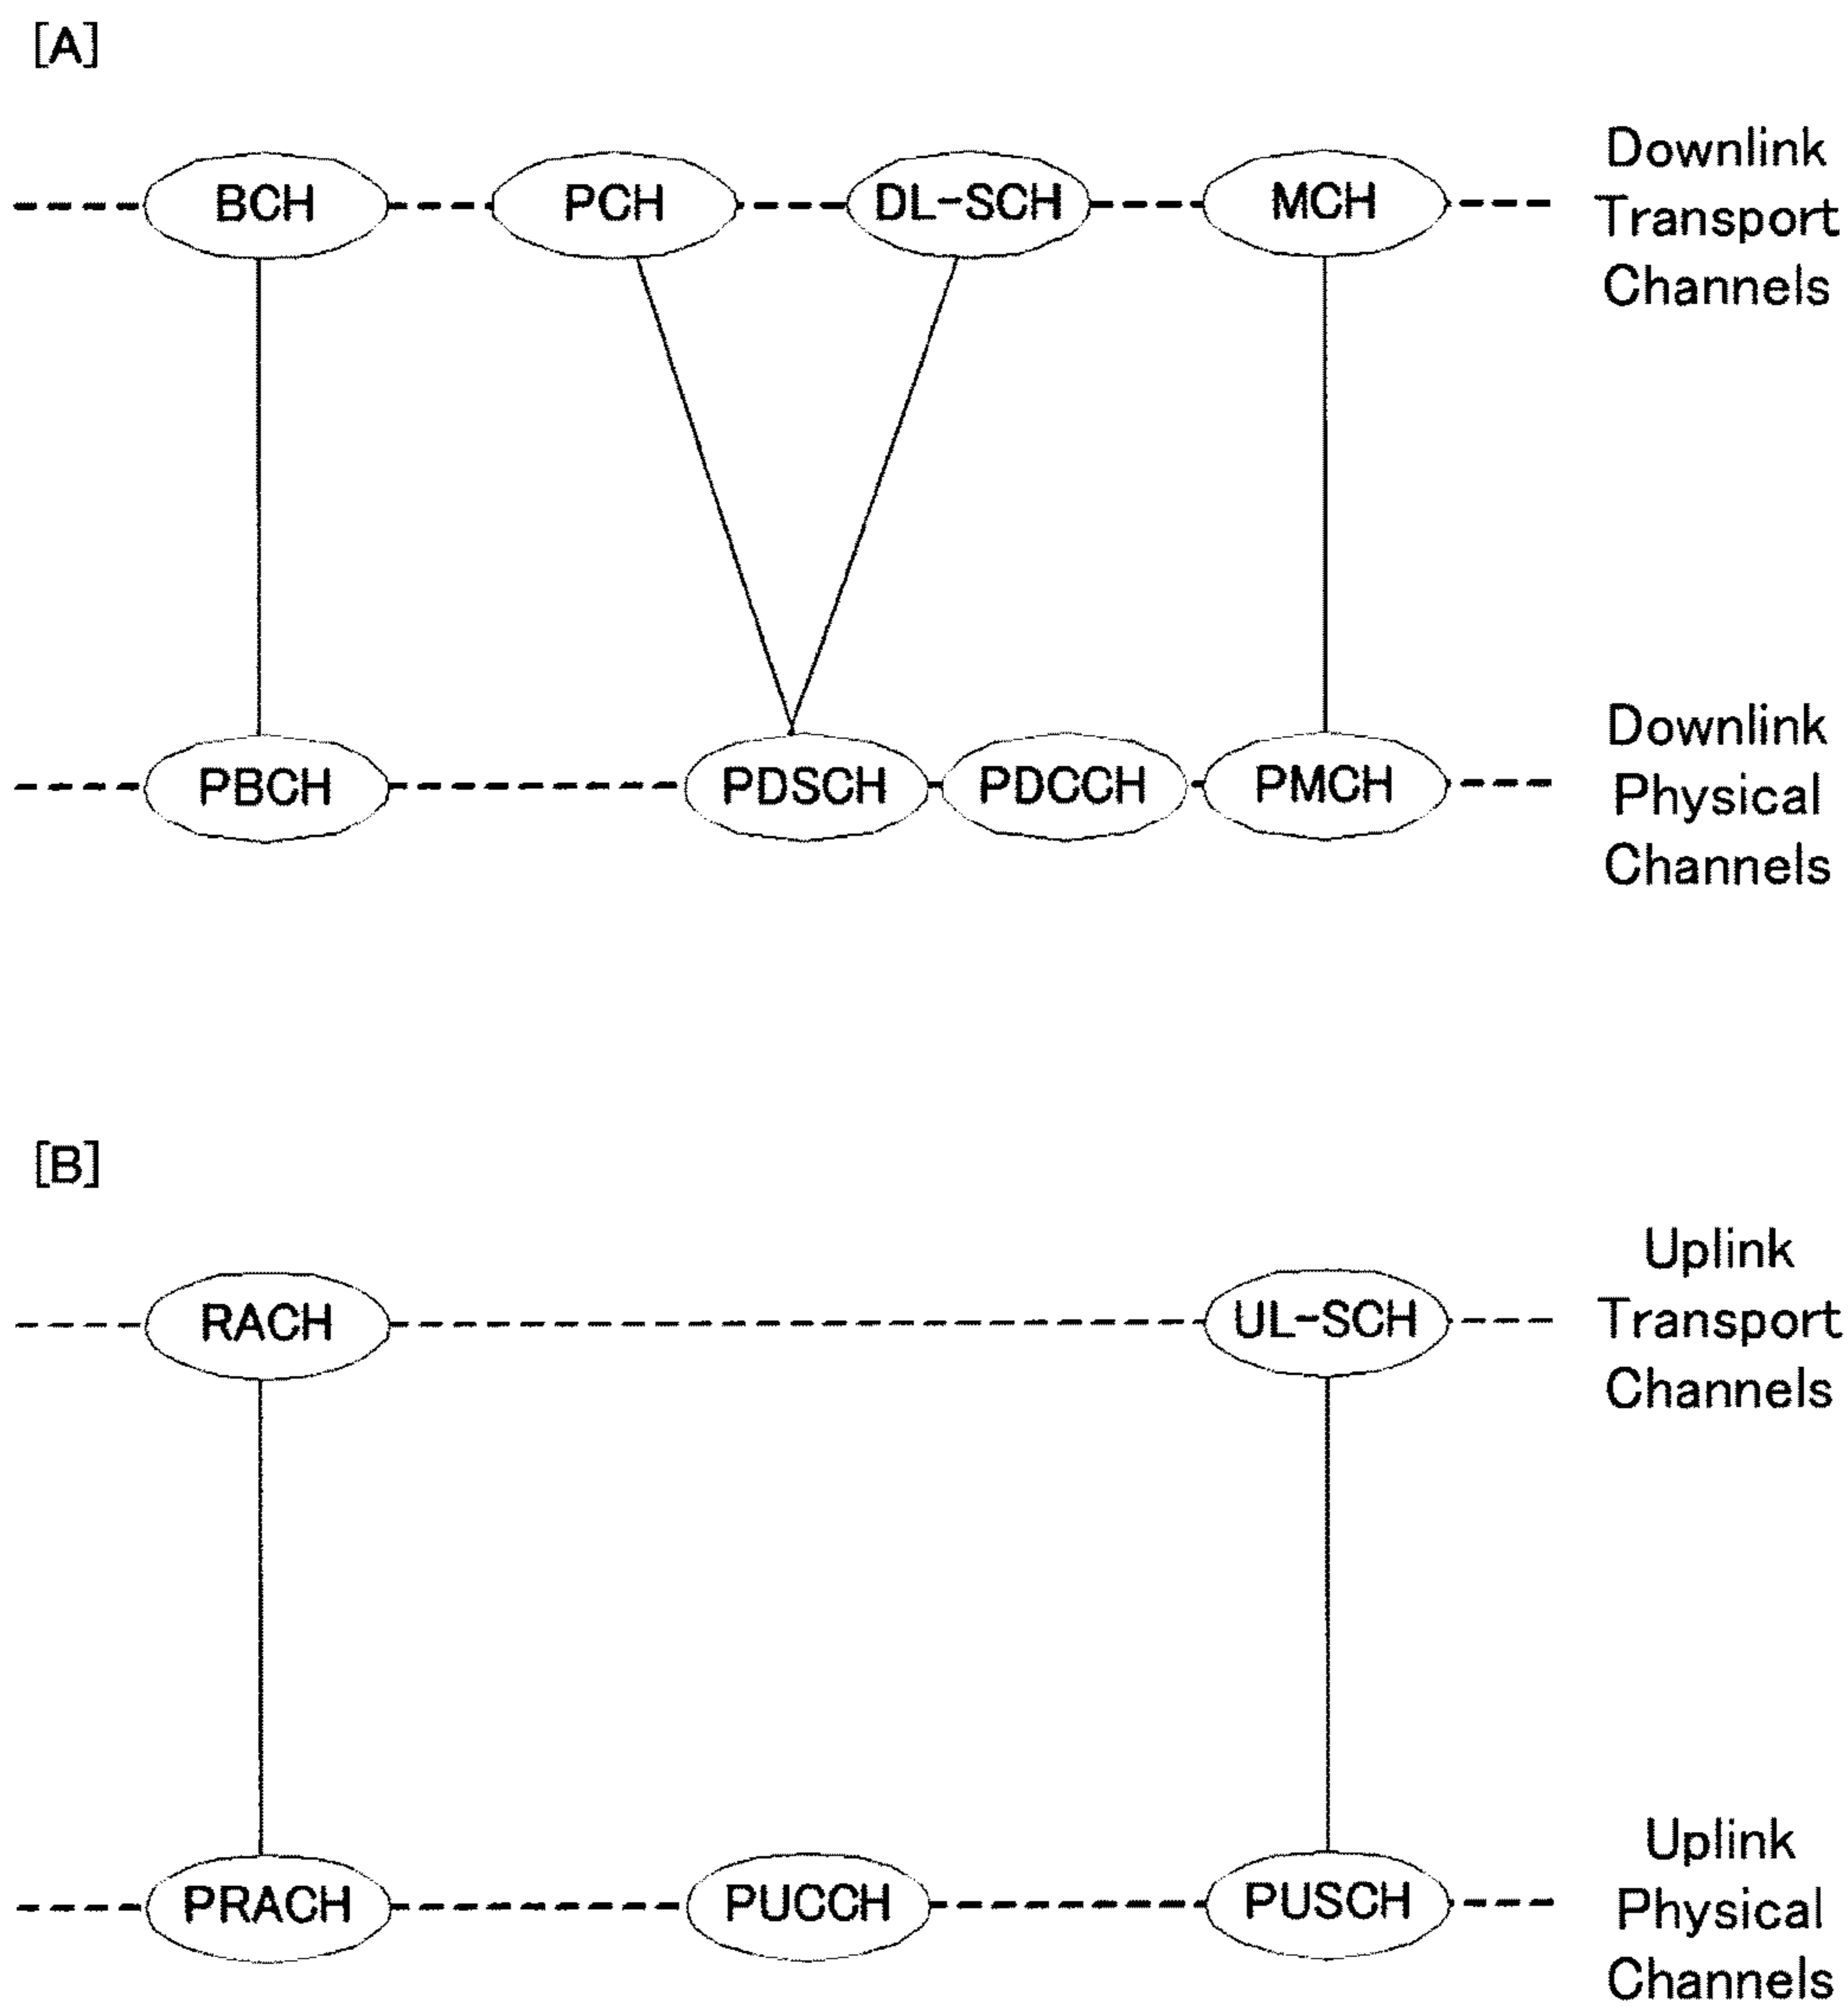 [A]
BCH PCH DL-SCH MCH
Downlink
Transport
Channels
PBCH PDSCH PDCCH PMCH
Downlink
Physical
Channels
[B]
RACH UL-SCH
Uplink
Transport
Channels
PRACH PUCCH PUSCH
Uplink
Physical
Channels